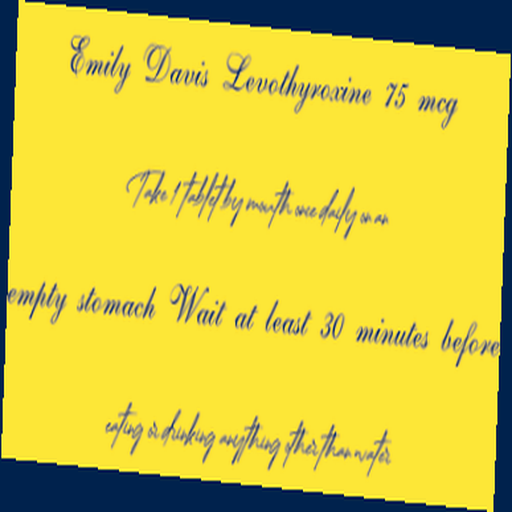 Emily Davis Levothyroxine 75 mcg
Take 1 tablet by mouth once daily on an
empty stomach Wait at least 30 minutes before
eating or drinking anything other than water